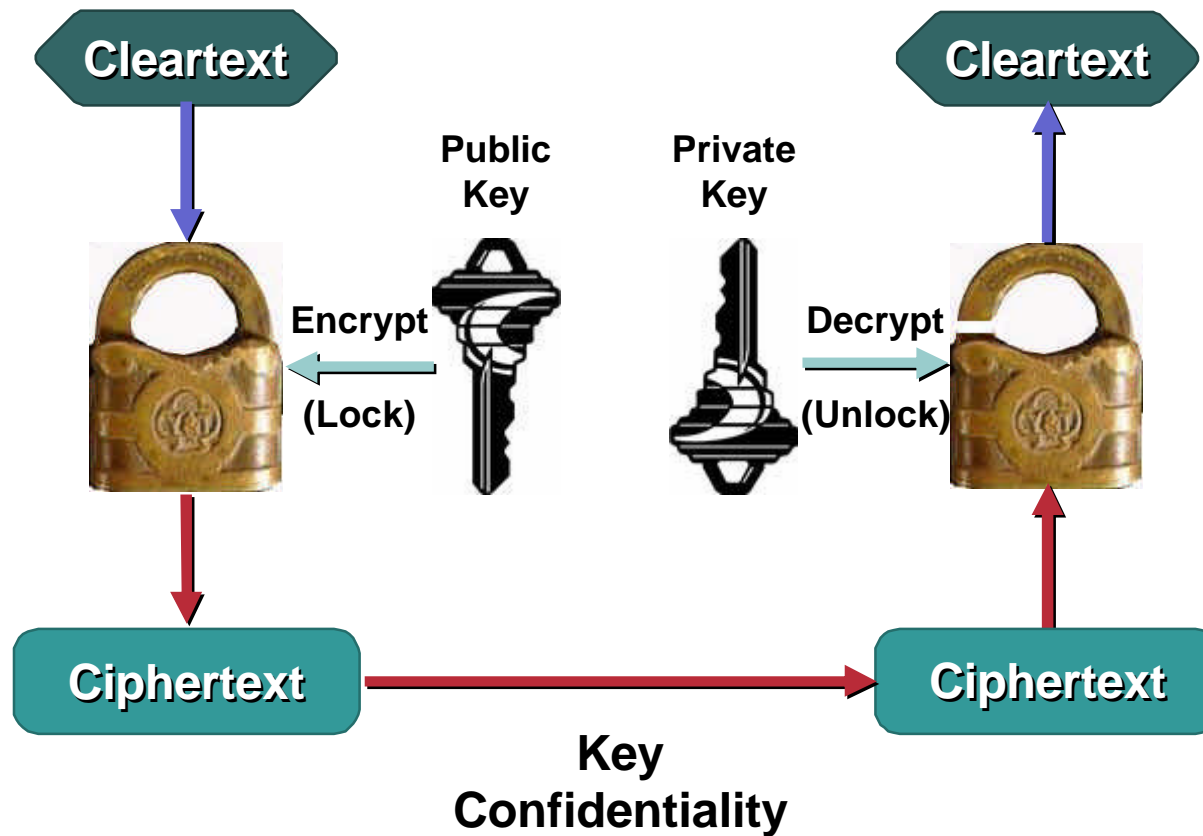 Cleartext
Cleartext
Public
Key
Private
Key
Encrypt
(Lock)
Decrypt
(Unlock)
Ciphertext
Ciphertext
Key
Confidentiality